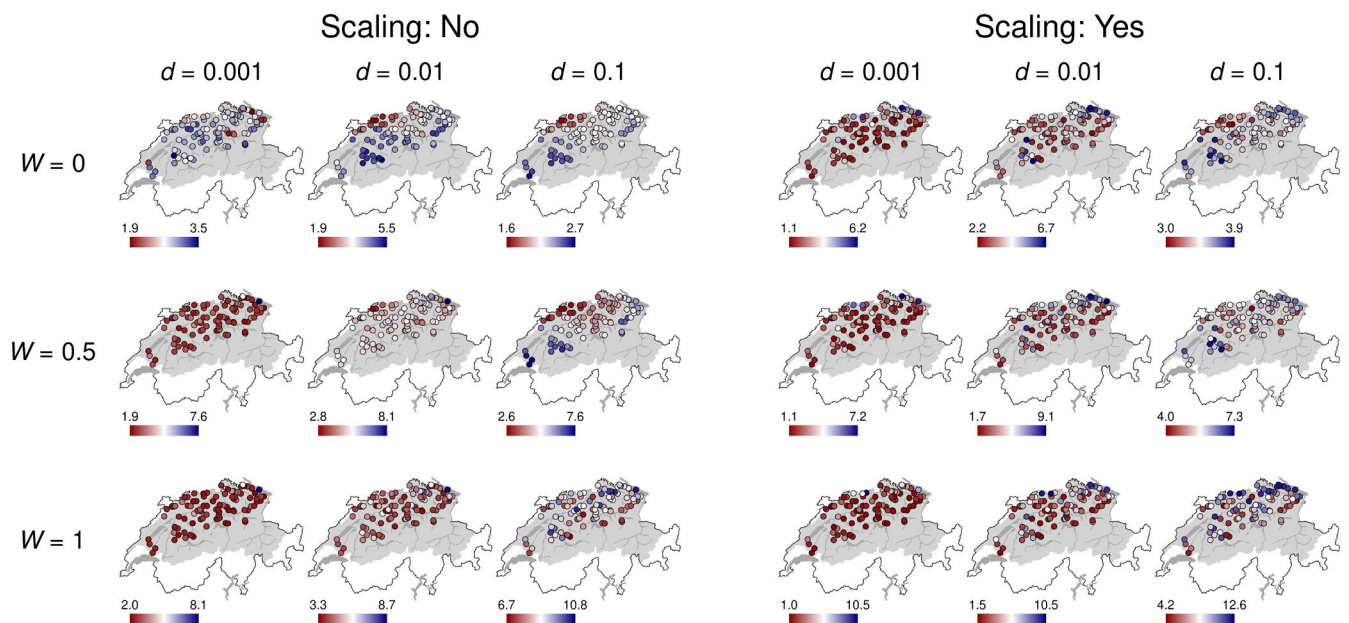 Scaling: No Scaling: Yes
d = 0.001 d = 0.01 d = 0.1 d = 0.001 d = 0.01 d = 0.1
W = 0
1.9 3.5 1.9 5.5 1.6 2.7 1.1 6.2 2.2 6.7 3.0 3.9
W = 0.5
1.9 7.6 2.8 8.1 2.6 7.6 1.1 7.2 1.7 9.1 4.0 7.3
W = 1
2.0 8.1 3.3 8.7 6.7 10.8 1.0 10.5 1.5 10.5 4.2 12.6